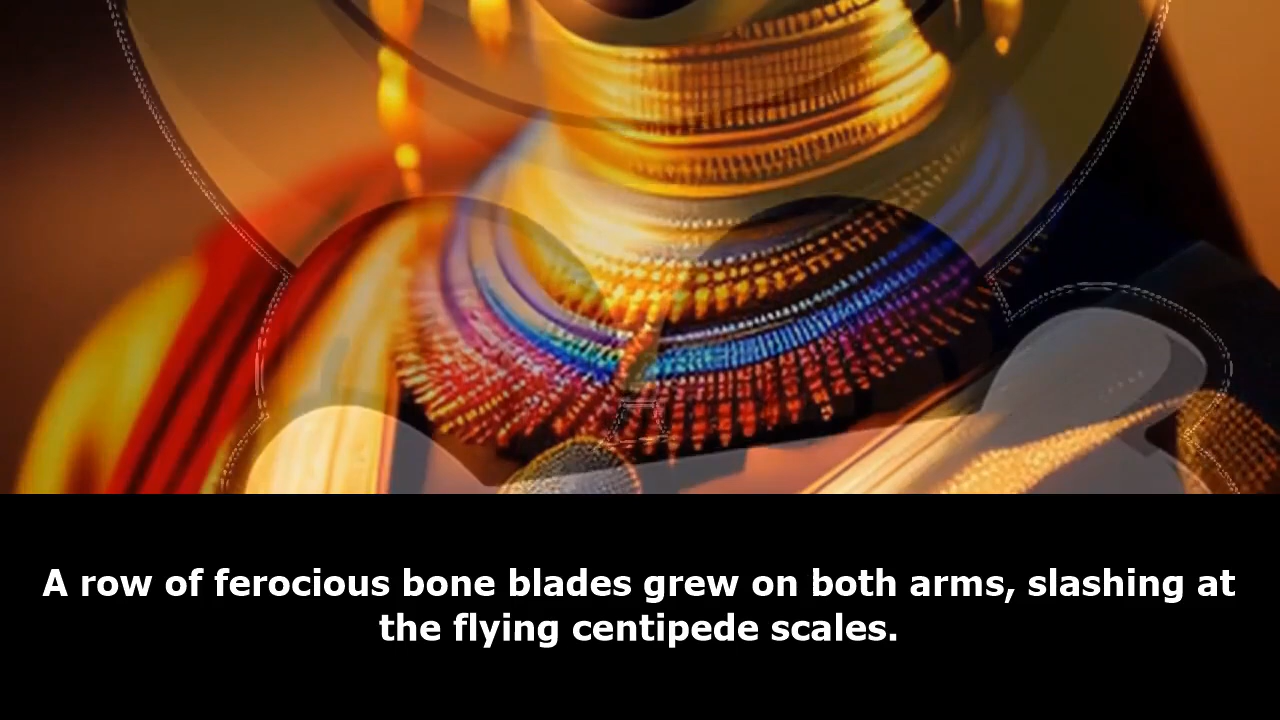 A row of ferocious bone blades grew on both arms, slashing at
the flying centipede scales.